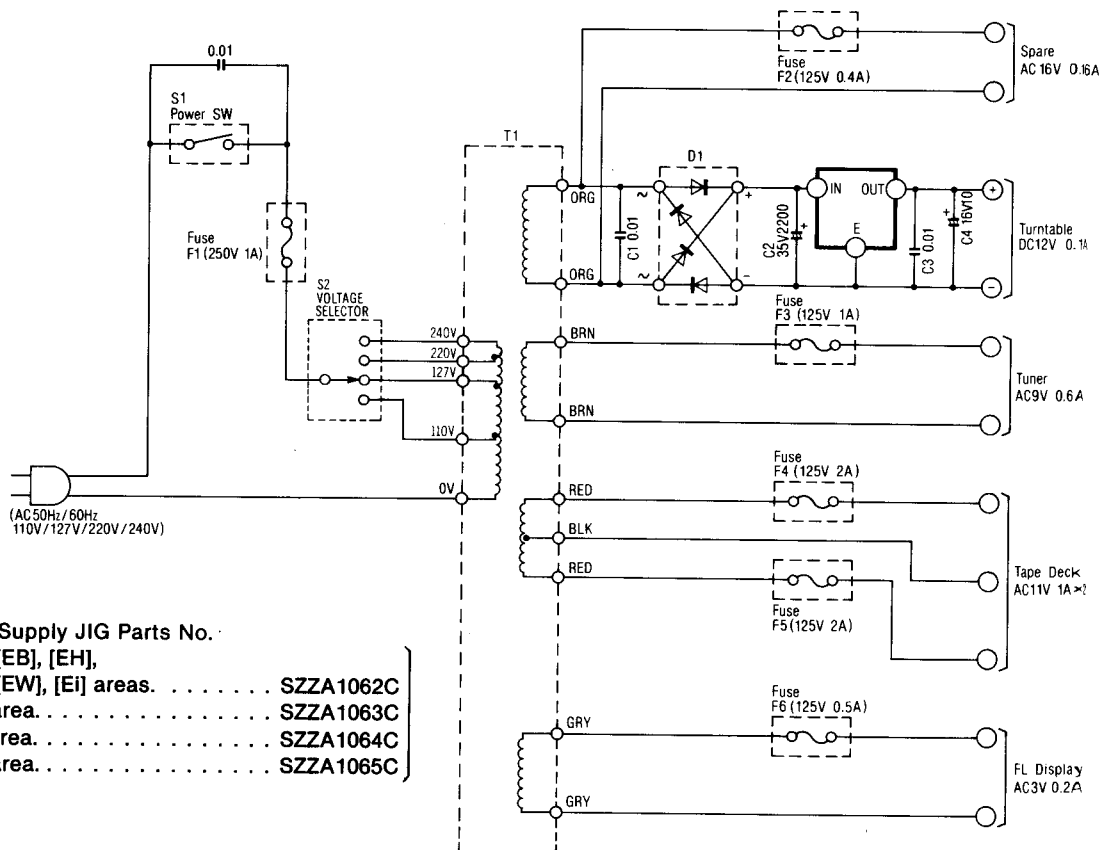 0.01
S1
Power SW
Fuse
F1 (250V 1A)
S2
VOLTAGE
SELECTOR
240V
220V
127V
110V
0V
(AC50Hz/60Hz
110V/127V/220V/240V)
T1
ORG
ORG
C1 0.01
D1
~
~
+
-
C2
35V2200
+
IN
OUT
E
C3 0.01
+
C4 16V10
+
-
Fuse
F2 (125V 0.4A)
Spare
AC 16V 0.16A
Turntable
DC12V 0.1A
BRN
BRN
Fuse
F3 (125V 1A)
Tuner
AC9V 0.6A
RED
BLK
RED
Fuse
F4 (125V 2A)
Fuse
F5 (125V 2A)
Tape Deck
AC11V 1A×2
GRY
GRY
Fuse
F6 (125V 0.5A)
FL Display
AC3V 0.2A
Supply JIG Parts No.
[EB], [EH],
[EW], [Ei] areas. . . . . . . . SZZA1062C
area. . . . . . . . . . . . . . . . SZZA1063C
area. . . . . . . . . . . . . . . . SZZA1064C
area. . . . . . . . . . . . . . . . SZZA1065C